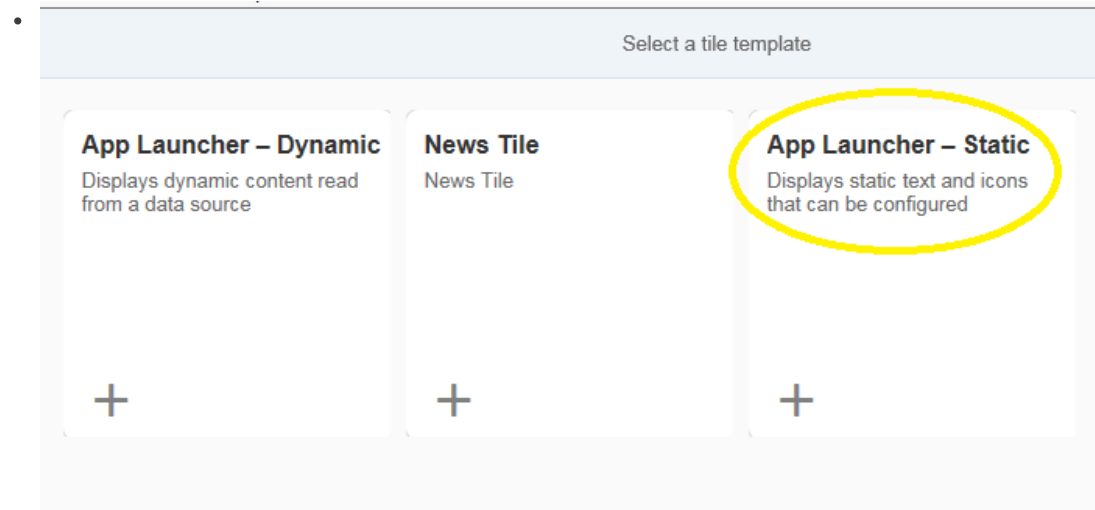 Select a tile template
App Launcher – Dynamic
Displays dynamic content read
from a data source
News Tile
News Tile
App Launcher – Static
Displays static text and icons
that can be configured